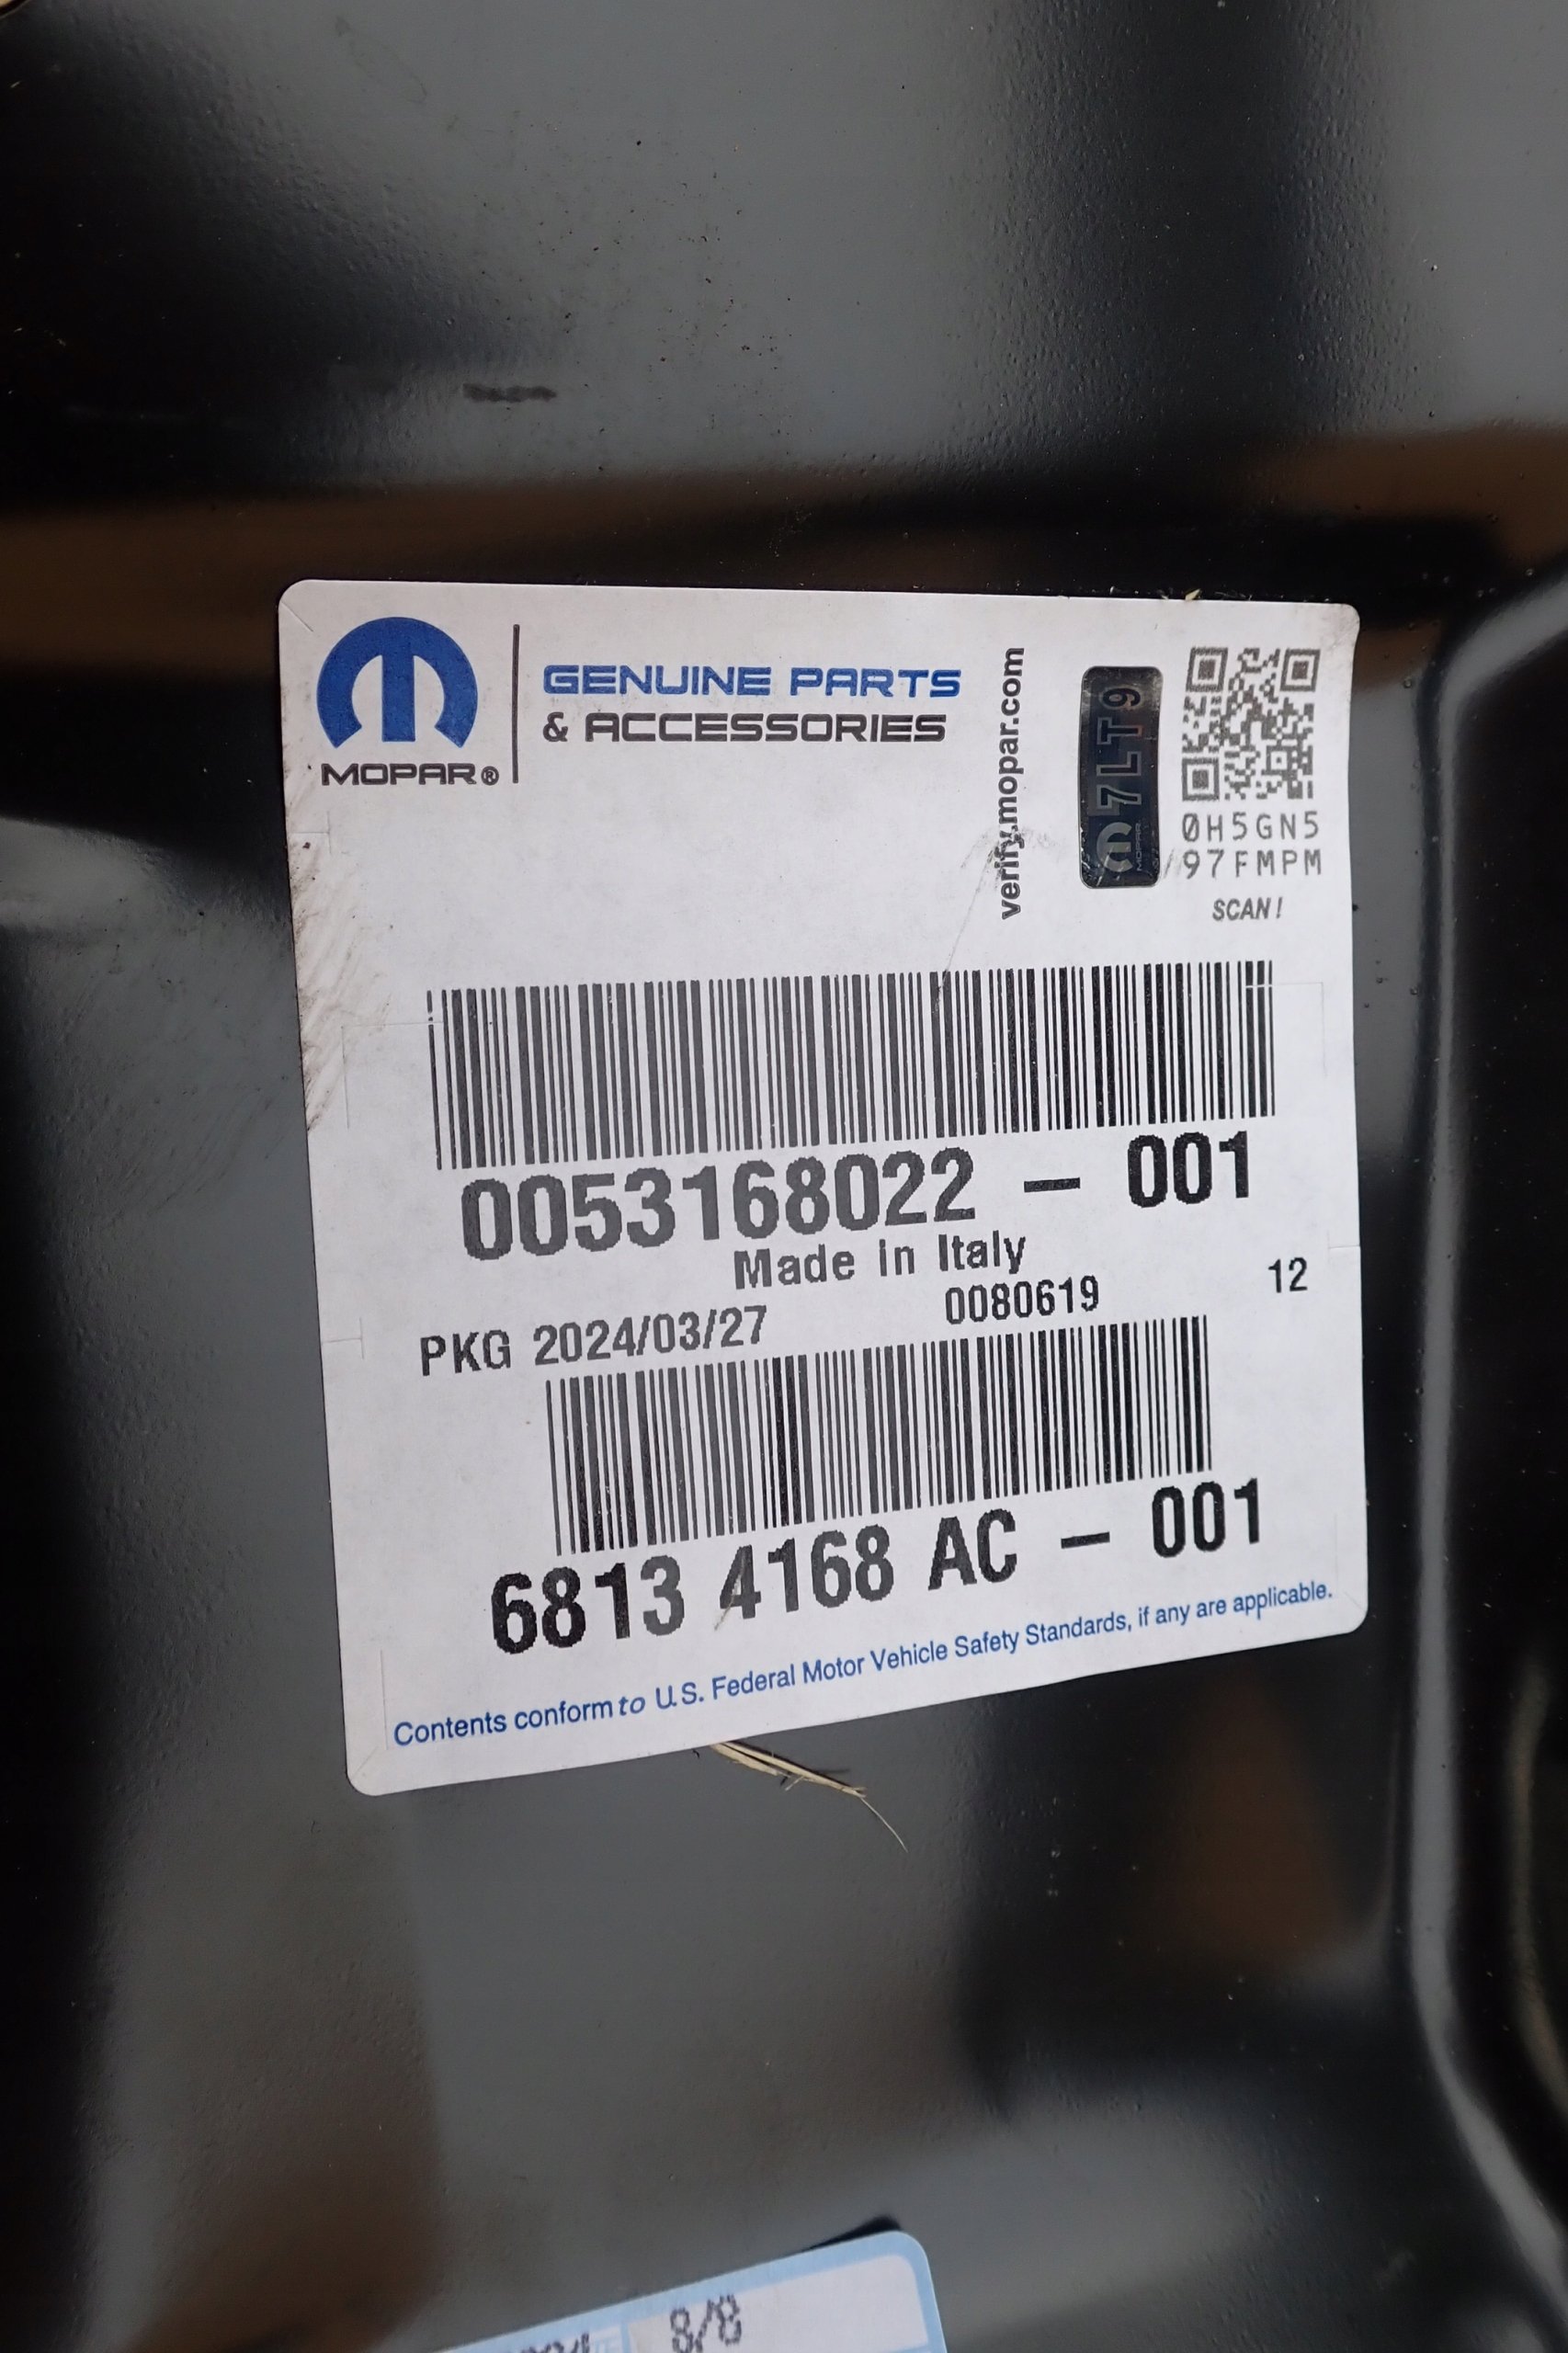 MOPAR®
GENUINE PARTS
& ACCESSORIES
verify.mopar.com
7LT9
MOPAR
0H5GN5
97FMPM
SCAN!
0053168022 - 001
Made in Italy
PKG 2024/03/27
0080619
12
6813 4168 AC - 001
Contents conform to U.S. Federal Motor Vehicle Safety Standards, if any are applicable.
8/8